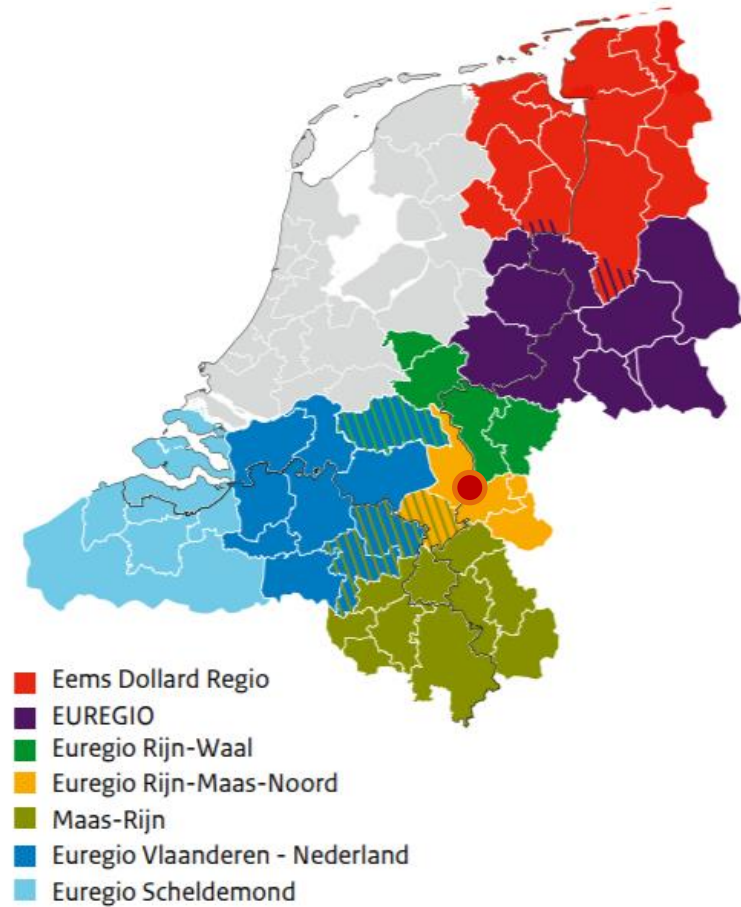 Eems Dollard Regio
EUREGIO
Euregio Rijn-Waal
Euregio Rijn-Maas-Noord
Maas-Rijn
Euregio Vlaanderen - Nederland
Euregio Scheldemond